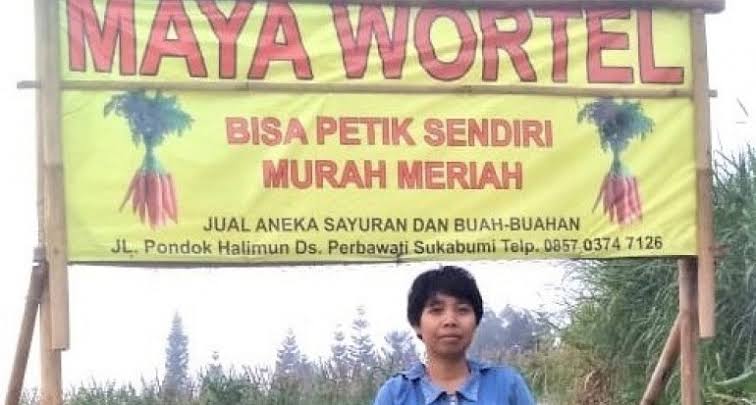 MAYA WORTEL
BISA PETIK SENDIRI
MURAH MERIAH
JUAL ANEKA SAYURAN DAN BUAH-BUAHAN
JL. Pondok Halimun Ds. Perbawati Sukabumi Telp. 0857 0374 7126